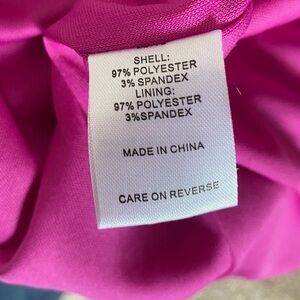 SHELL:
97% POLYESTER
3% SPANDEX
LINING:
97% POLYESTER
3%SPANDEX
MADE IN CHINA
CARE ON REVERSE